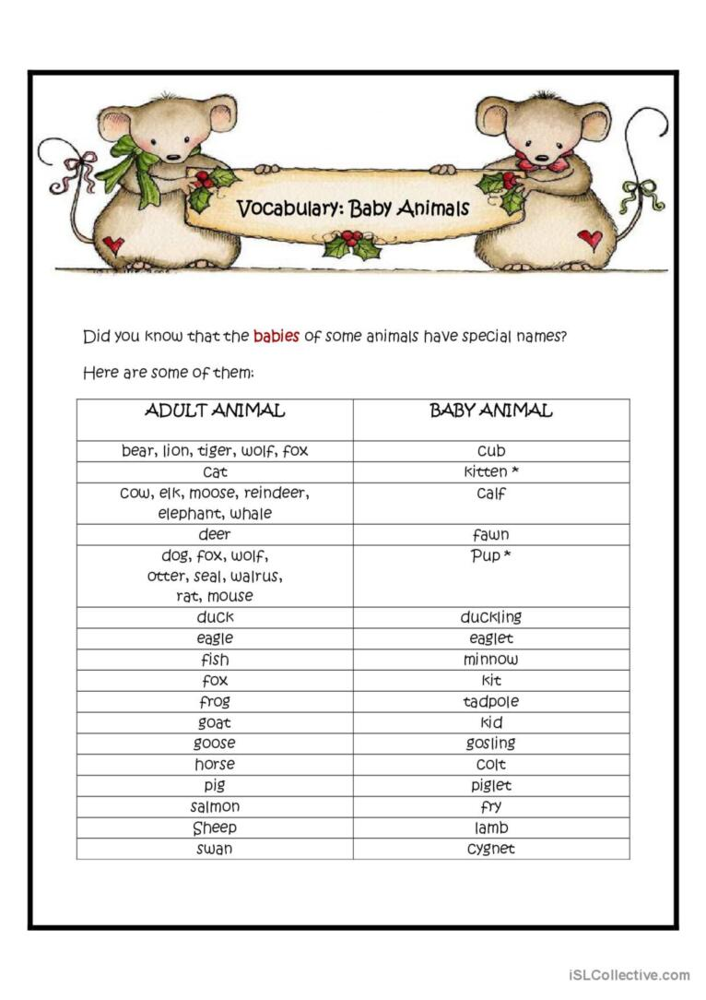 Vocabulary: Baby Animals
Did you know that the babies of some animals have special names?
Here are some of them:
ADULT ANIMAL BABY ANIMAL
bear, lion, tiger, wolf, fox cub
cat kitten *
cow, elk, moose, reindeer, calf
elephant, whale
deer fawn
dog, fox, wolf, Pup *
otter, seal, walrus,
rat, mouse
duck duckling
eagle eaglet
fish minnow
fox kit
frog tadpole
goat kid
goose gosling
horse colt
pig piglet
salmon fry
Sheep lamb
swan cygnet
iSLCollective.com